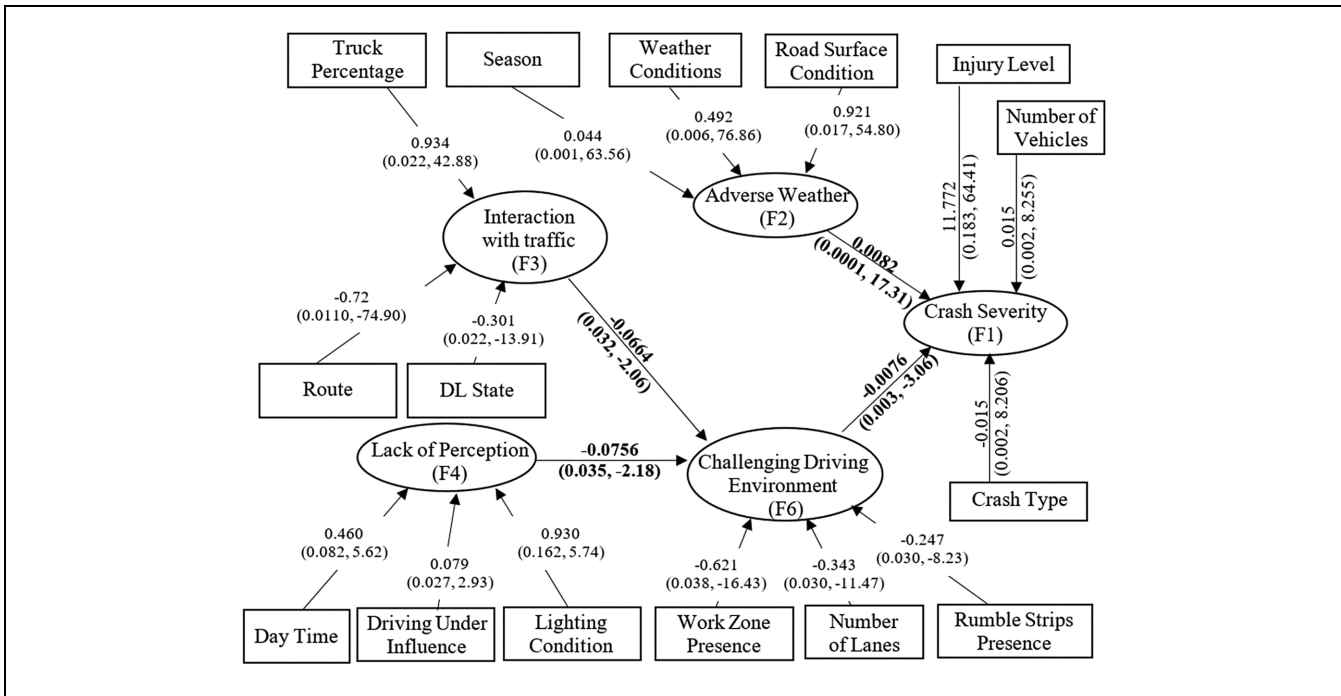 Truck
Percentage
Season
Weather
Conditions
Road Surface
Condition
Injury Level
Number of
Vehicles
0.934
(0.022, 42.88)
0.044
(0.001, 63.56)
0.492
(0.006, 76.86)
0.921
(0.017, 54.80)
11.772
(0.183, 64.41)
0.015
(0.002, 8.255)
Interaction
with traffic
(F3)
Adverse Weather
(F2)
0.0082
(0.0001, 17.31)
Crash Severity
(F1)
-0.72
(0.0110, -74.90)
-0.301
(0.022, -13.91)
-0.0664
(0.032, -2.06)
-0.0076
(0.003, -3.06)
-0.015
(0.002, 8.206)
Route
DL State
Lack of Perception
(F4)
-0.0756
(0.035, -2.18)
Challenging Driving
Environment
(F6)
Crash Type
0.460
(0.082, 5.62)
0.079
(0.027, 2.93)
0.930
(0.162, 5.74)
-0.621
(0.038, -16.43)
-0.343
(0.030, -11.47)
-0.247
(0.030, -8.23)
Day Time
Driving Under
Influence
Lighting
Condition
Work Zone
Presence
Number
of Lanes
Rumble Strips
Presence